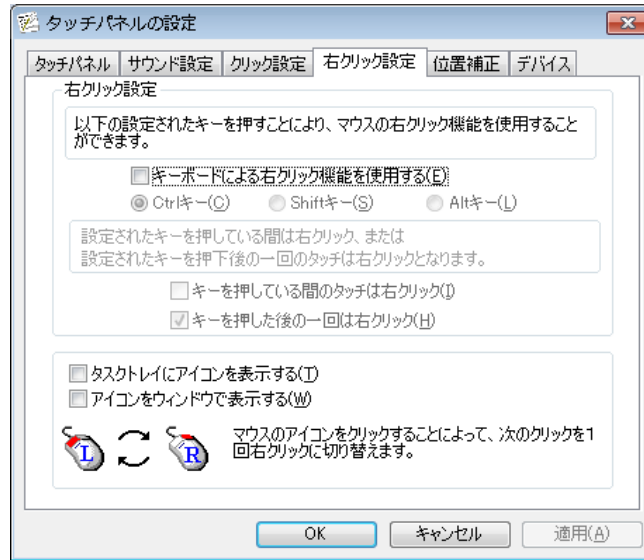 タッチパネルの設定
タッチパネル サウンド設定 クリック設定 右クリック設定 位置補正 デバイス
右クリック設定
以下の設定されたキーを押すことにより、マウスの右クリック機能を使用すること
ができます。
キーボードによる右クリック機能を使用する(E)
Ctrlキー(C) Shiftキー(S) Altキー(L)
設定されたキーを押している間は右クリック、または
設定されたキーを押下後の一回のタッチは右クリックとなります。
キーを押している間のタッチは右クリック(I)
キーを押した後の一回は右クリック(H)
タスクトレイにアイコンを表示する(T)
アイコンをウィンドウで表示する(W)
L R
マウスのアイコンをクリックすることによって、次のクリックを1
回右クリックに切り替えます。
OK キャンセル 適用(A)